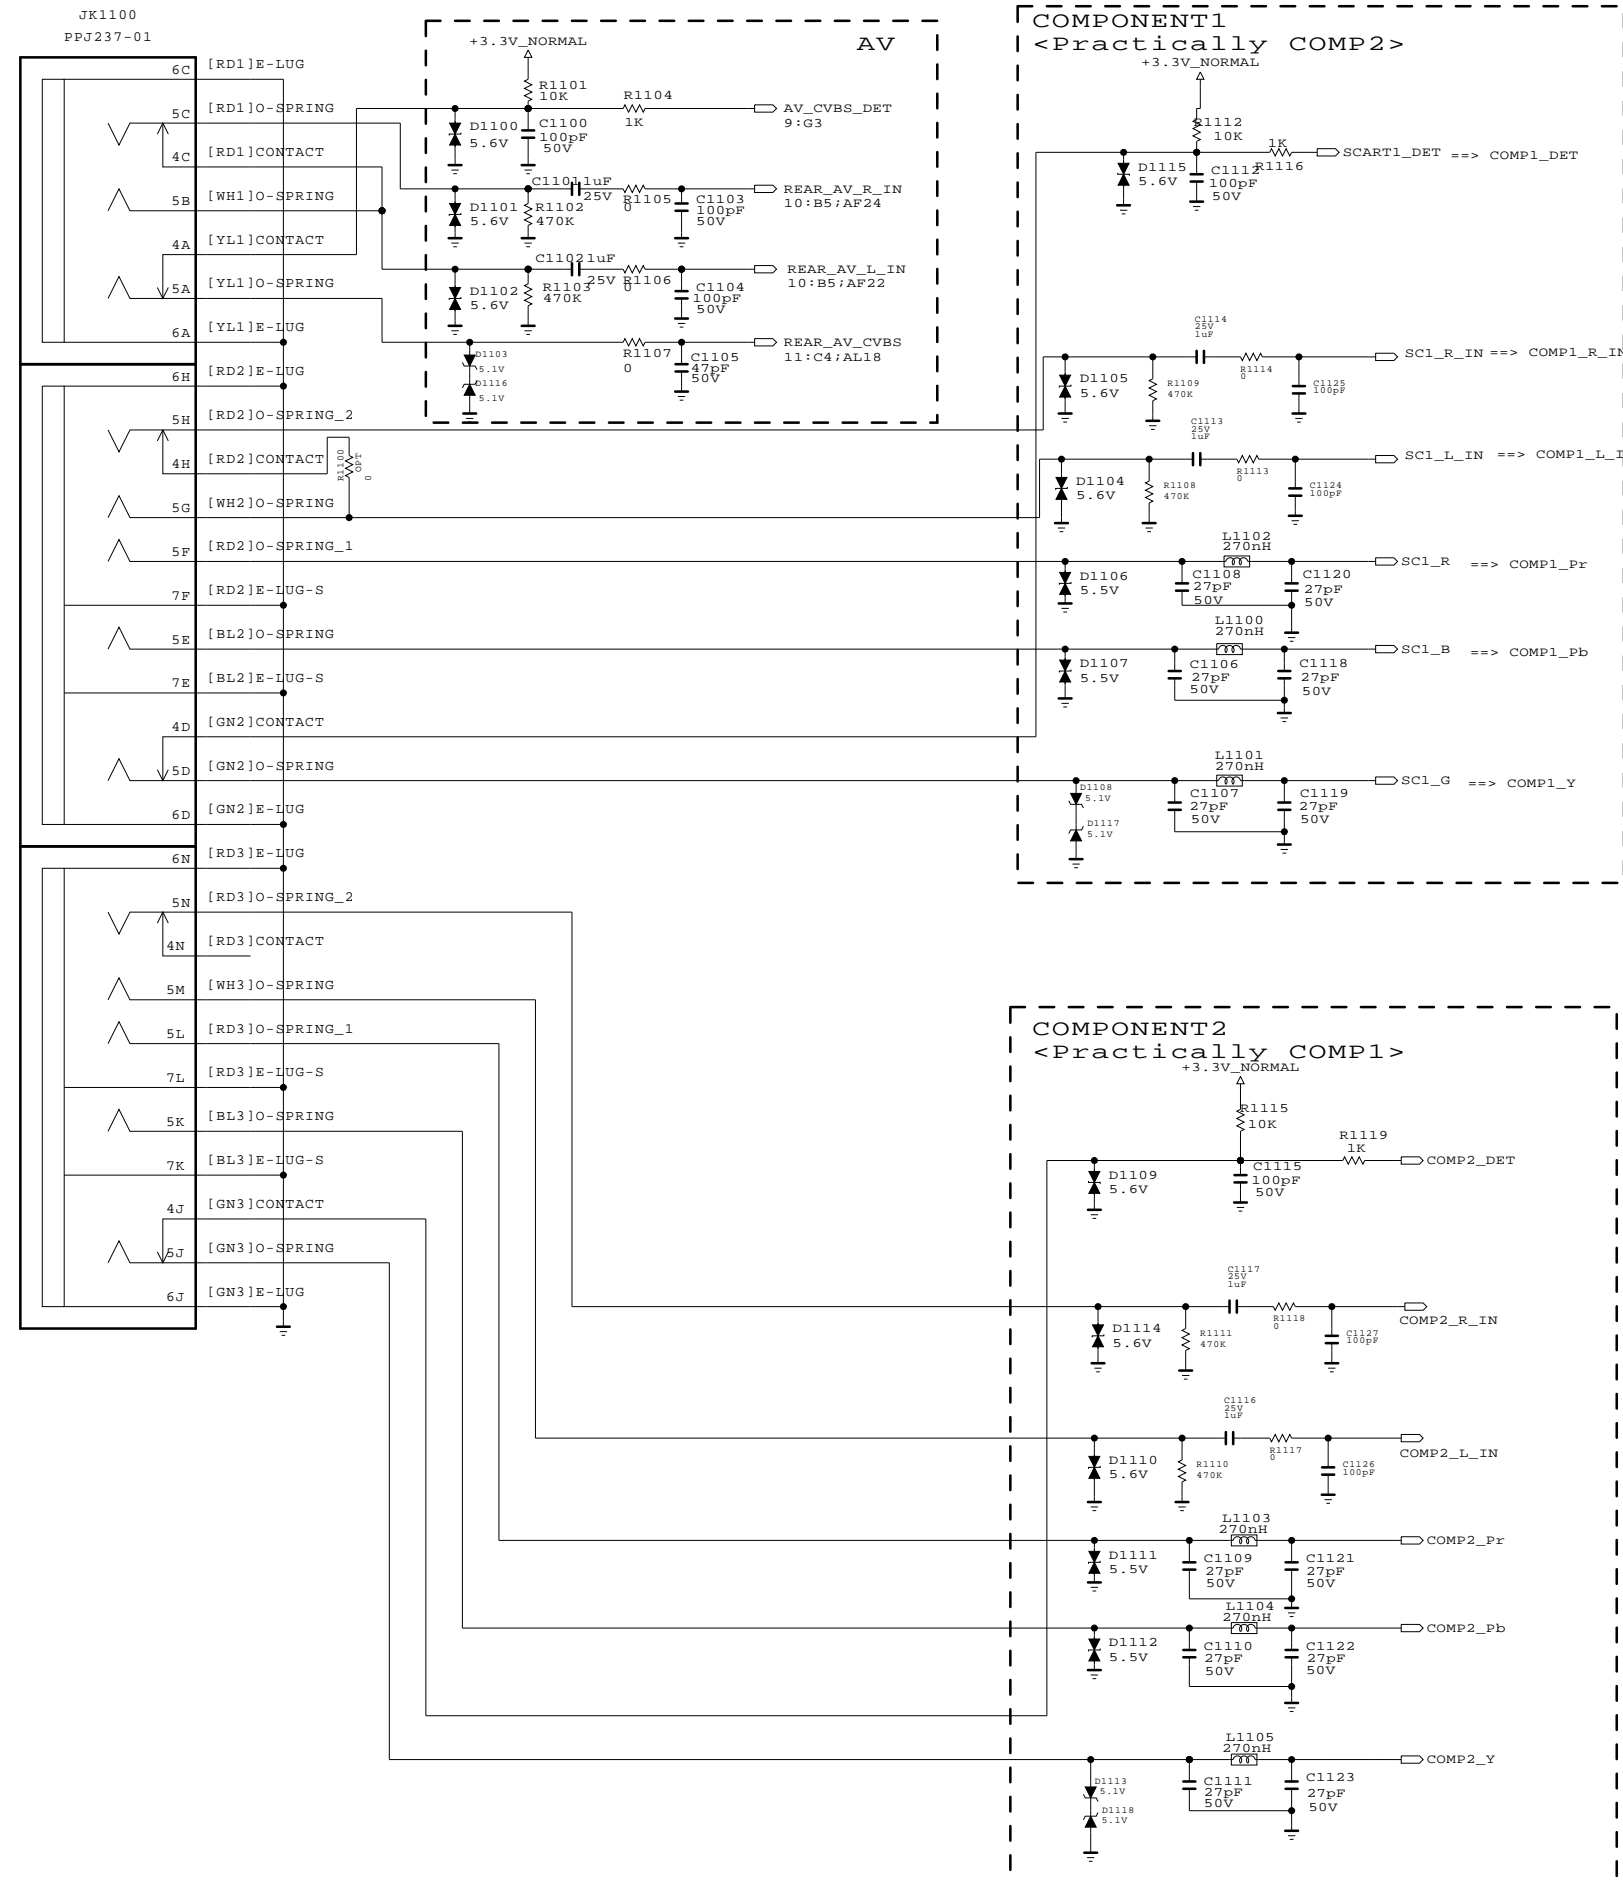 JK1100
PPJ237-01
6C
[RD1]E-LUG
5C
[RD1]O-SPRING
4C
[RD1]CONTACT
5B
[WH1]O-SPRING
4A
[YL1]CONTACT
5A
[YL1]O-SPRING
6A
[YL1]E-LUG
6H
[RD2]E-LUG
5H
[RD2]O-SPRING_2
4H
[RD2]CONTACT
R1100
OPT
0
5G
[WH2]O-SPRING
5F
[RD2]O-SPRING_1
7F
[RD2]E-LUG-S
5E
[BL2]O-SPRING
7E
[BL2]E-LUG-S
4D
[GN2]CONTACT
5D
[GN2]O-SPRING
6D
[GN2]E-LUG
6N
[RD3]E-LUG
5N
[RD3]O-SPRING_2
4N
[RD3]CONTACT
5M
[WH3]O-SPRING
5L
[RD3]O-SPRING_1
7L
[RD3]E-LUG-S
5K
[BL3]O-SPRING
7K
[BL3]E-LUG-S
4J
[GN3]CONTACT
5J
[GN3]O-SPRING
6J
[GN3]E-LUG
AV
+3.3V_NORMAL
R1101
10K
R1104
1K
AV_CVBS_DET
9:G3
D1100
5.6V
C1100
100pF
50V
C1101 1uF
25V
R1105
0
REAR_AV_R_IN
10:B5;AF24
D1101
5.6V
R1102
470K
C1103
100pF
50V
C1102 1uF
25V
R1106
0
REAR_AV_L_IN
10:B5;AF22
D1102
5.6V
R1103
470K
C1104
100pF
50V
R1107
0
REAR_AV_CVBS
11:C4;AL18
D1103
5.1V
D1116
5.1V
C1105
47pF
50V
COMPONENT1
<Practically COMP2>
+3.3V_NORMAL
R1112
10K
1K
R1116
SCART1_DET ==> COMP1_DET
D1115
5.6V
C1112
100pF
50V
C1114
25V
1uF
R1114
0
SC1_R_IN ==> COMP1_R_IN
D1105
5.6V
R1109
470K
C1125
100pF
C1113
25V
1uF
R1113
0
SC1_L_IN ==> COMP1_L_I
D1104
5.6V
R1108
470K
C1124
100pF
L1102
270nH
SC1_R ==> COMP1_Pr
D1106
5.5V
C1108
27pF
50V
C1120
27pF
50V
L1100
270nH
SC1_B ==> COMP1_Pb
D1107
5.5V
C1106
27pF
50V
C1118
27pF
50V
L1101
270nH
SC1_G ==> COMP1_Y
D1108
5.1V
D1117
5.1V
C1107
27pF
50V
C1119
27pF
50V
COMPONENT2
<Practically COMP1>
+3.3V_NORMAL
R1115
10K
R1119
1K
COMP2_DET
D1109
5.6V
C1115
100pF
50V
C1117
25V
1uF
R1118
0
COMP2_R_IN
D1114
5.6V
R1111
470K
C1127
100pF
C1116
25V
1uF
R1117
0
COMP2_L_IN
D1110
5.6V
R1110
470K
C1126
100pF
L1103
270nH
COMP2_Pr
D1111
5.5V
C1109
27pF
50V
C1121
27pF
50V
L1104
270nH
COMP2_Pb
D1112
5.5V
C1110
27pF
50V
C1122
27pF
50V
L1105
270nH
COMP2_Y
D1113
5.1V
D1118
5.1V
C1111
27pF
50V
C1123
27pF
50V